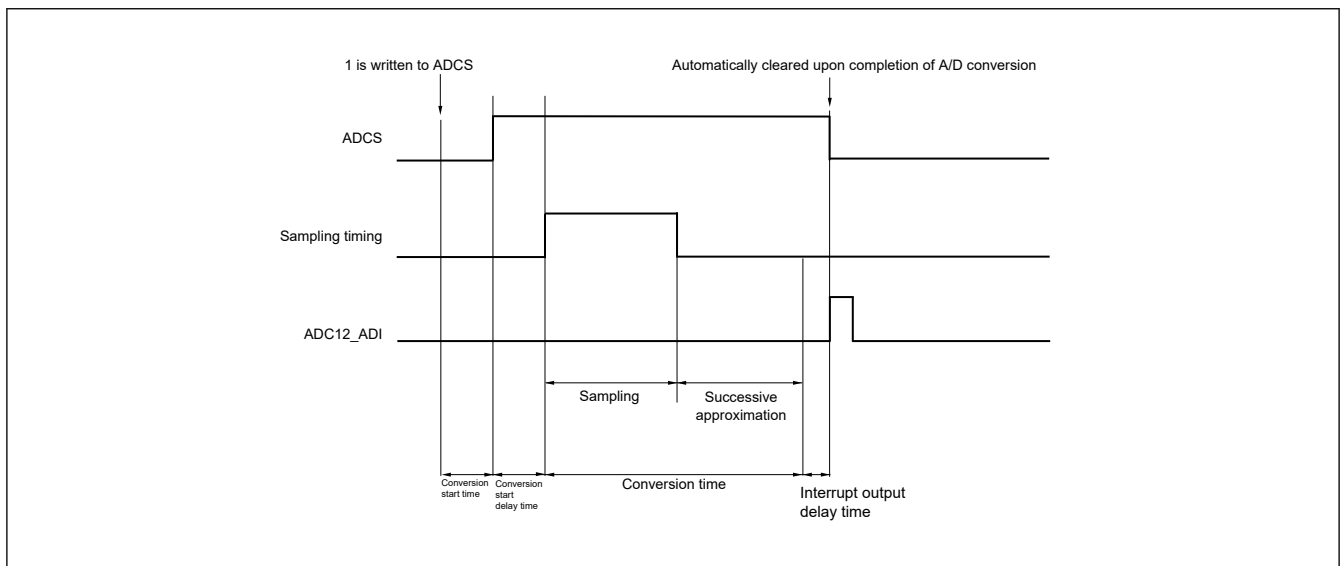 1 is written to ADCS
Automatically cleared upon completion of A/D conversion
ADCS
Sampling timing
ADC12_ADI
Sampling
Successive
approximation
Conversion
start time
Conversion
start
delay time
Conversion time
Interrupt output
delay time